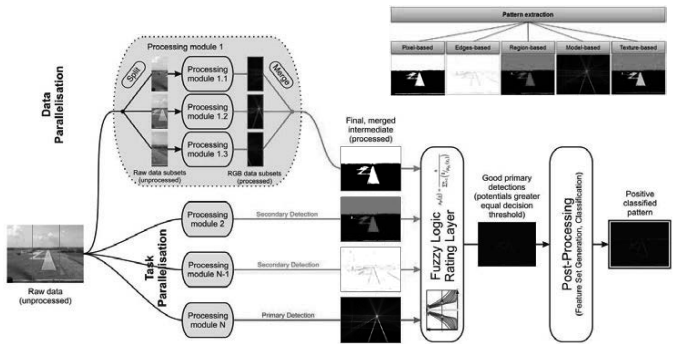 Pattern extraction
Pixel-based
Edges-based
Region-based
Model-based
Texture-based
Processing module 1
Split
Merge
Processing
module 1.1
Processing
module 1.2
Processing
module 1.3
Raw data subsets
(unprocessed)
RGB data subsets
(processed)
Data
Parallelisation
Final, merged
intermediate
(processed)
Raw data
(unprocessed)
Task
Parallelisation
Processing
module 2
Processing
module N-1
Processing
module N
Secondary Detection
Secondary Detection
Primary Detection
Fuzzy Logic
Rating Layer
Good primary
detections
(potentials greater
equal decision
threshold)
Post-Processing
(Feature Set Generation, Classification)
Positive
classified
pattern